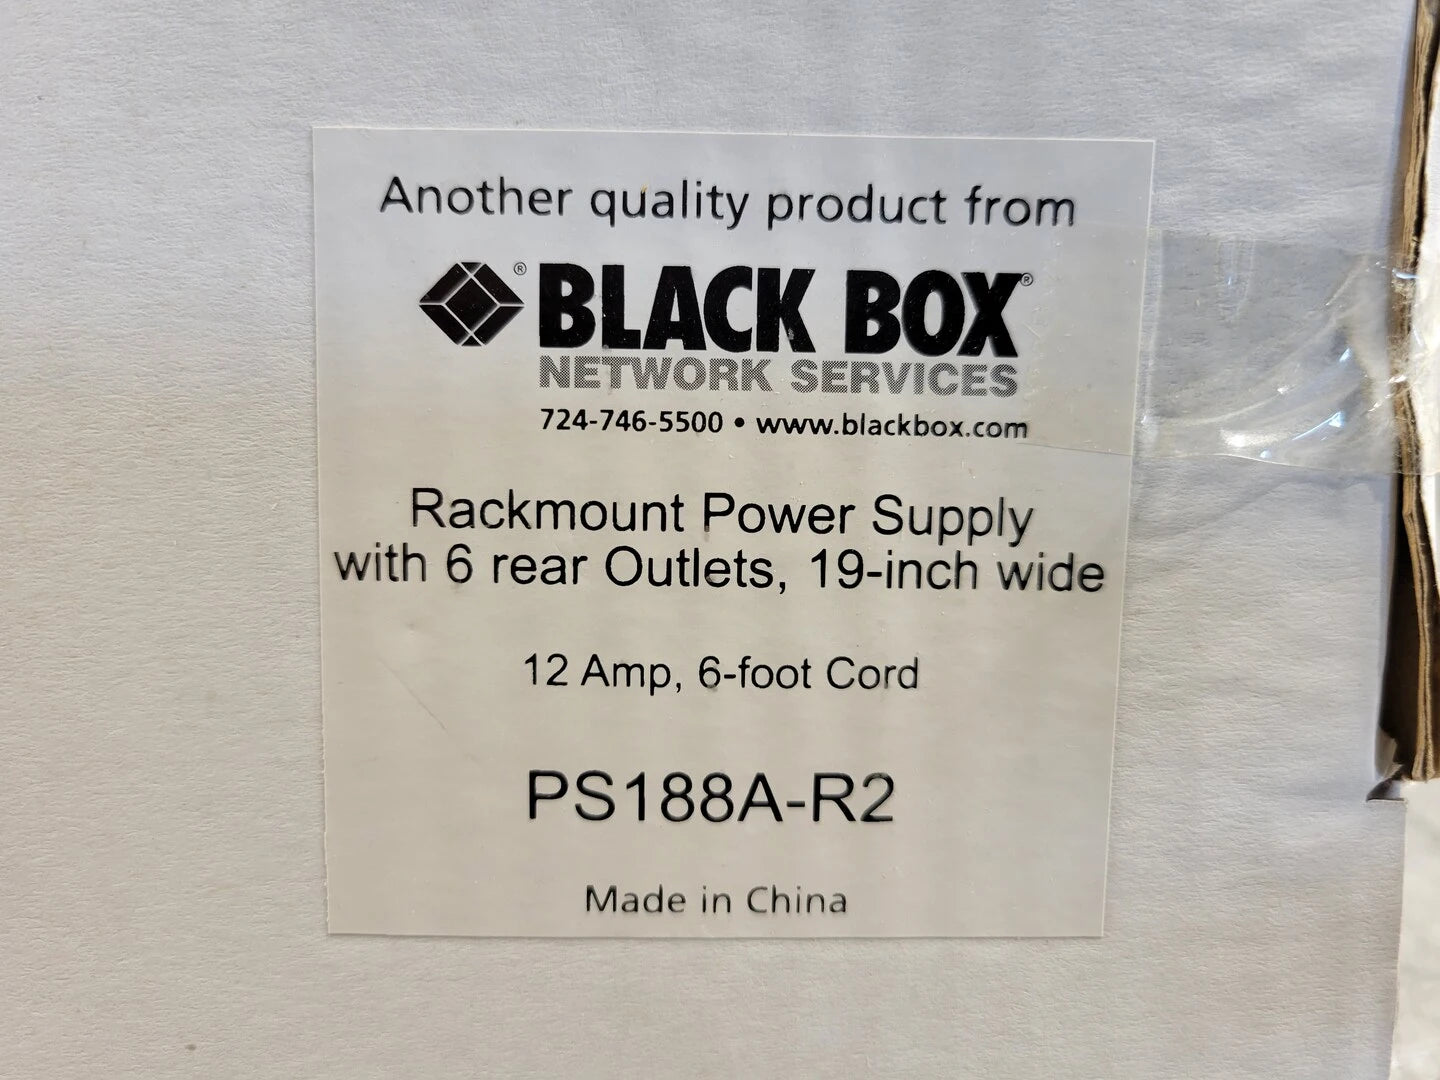 Another quality product from
® BLACK BOX®
NETWORK SERVICES
724-746-5500 • www.blackbox.com
Rackmount Power Supply
with 6 rear Outlets, 19-inch wide
12 Amp, 6-foot Cord
PS188A-R2
Made in China